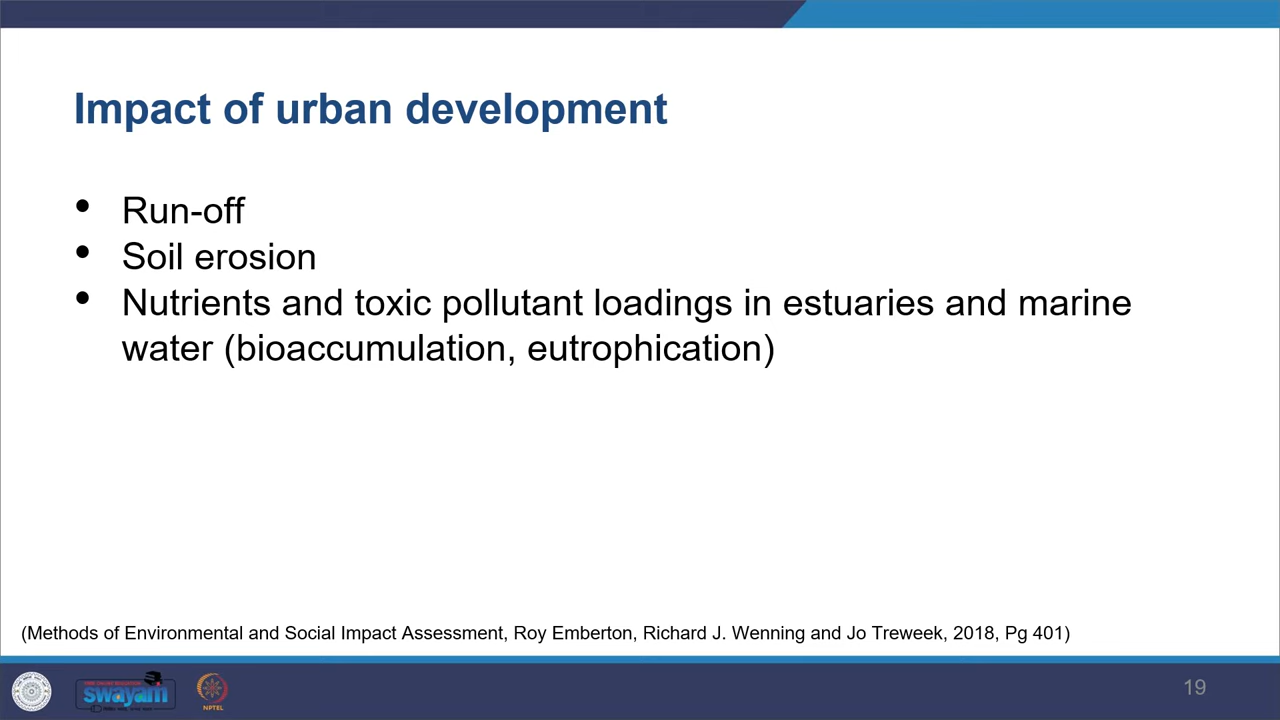 Impact of urban development
• Run-off
• Soil erosion
• Nutrients and toxic pollutant loadings in estuaries and marine
water (bioaccumulation, eutrophication)
(Methods of Environmental and Social Impact Assessment, Roy Emberton, Richard J. Wenning and Jo Treweek, 2018, Pg 401)
swayam
NPTEL
19